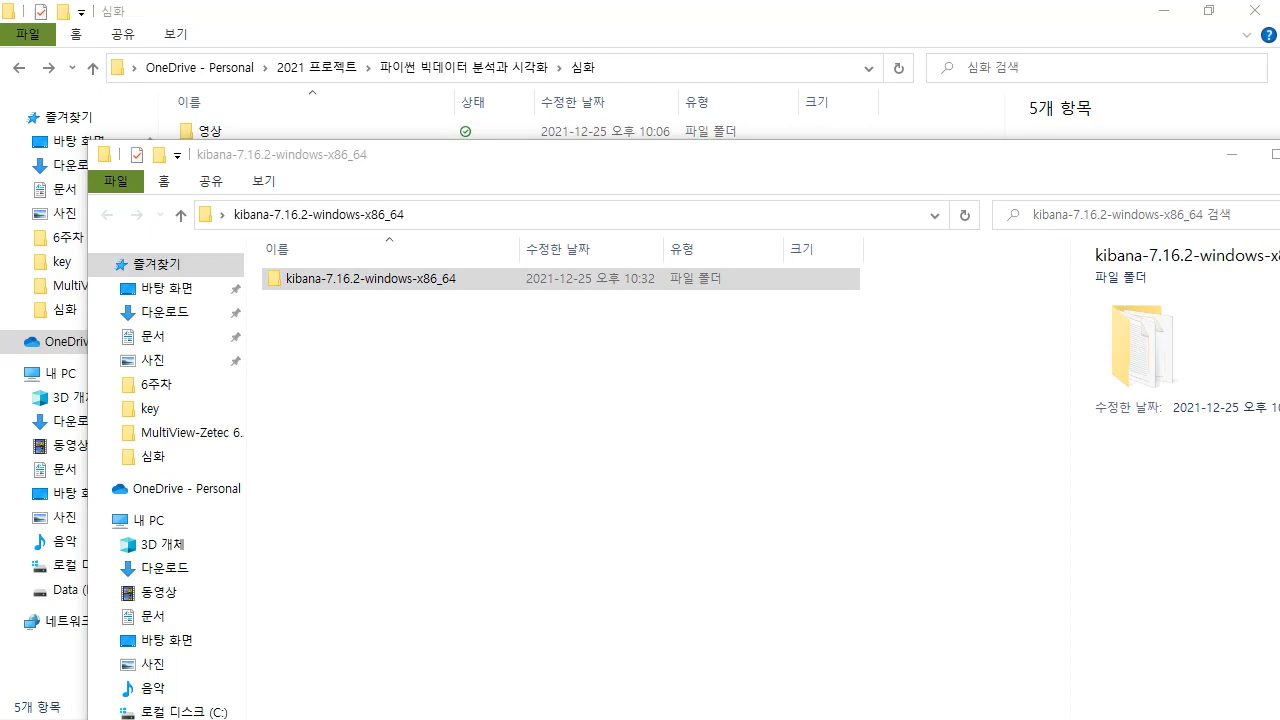 심화
파일 홈 공유 보기
OneDrive - Personal 2021 프로젝트 파이썬 빅데이터 분석과 시각화 심화
심화 검색
이름 상태 수정한 날짜 유형 크기
5개 항목
즐겨찾기
영상 2021-12-25 오후 10:06 파일 폴더
바탕 화면
다운로
문서
사진
6주차
key
MultiV
심화
OneDriv
내 PC
3D 개
다운로
동영상
문서
바탕 화
사진
음악
로컬 디
Data (
네트워크
5개 항목
kibana-7.16.2-windows-x86_64
파일 홈 공유 보기
kibana-7.16.2-windows-x86_64
kibana-7.16.2-windows-x86_64 검색
이름 수정한 날짜 유형 크기
kibana-7.16.2-windows-x86_64 2021-12-25 오후 10:32 파일 폴더
즐겨찾기
바탕 화면
다운로드
문서
사진
6주차
key
MultiView-Zetec 6.
심화
OneDrive - Personal
내 PC
3D 개체
다운로드
동영상
문서
바탕 화면
사진
음악
로컬 디스크 (C:)
kibana-7.16.2-windows-x8
파일 폴더
수정한 날짜: 2021-12-25 오후 10